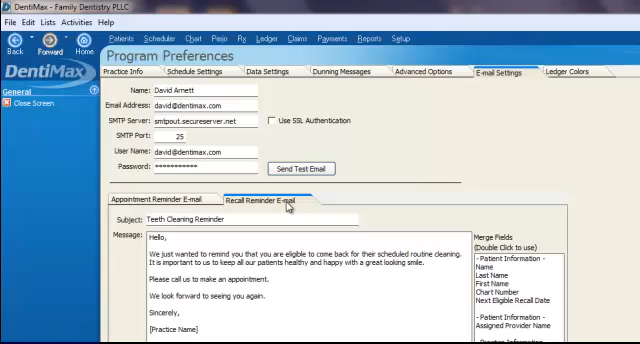 DentiMax - Family Dentistry PLLC
File Edit Lists Activities Help
Back Forward Home
Patients Scheduler Chart Perio Rx Ledger Claims Payments Reports Setup
Program Preferences
DentiMax
Practice Info Schedule Settings Data Settings Dunning Messages Advanced Options E-mail Settings Ledger Colors
General
Close Screen
Name: David Arnett
Email Address: david@dentimax.com
SMTP Server: smtpout.secureserver.net Use SSL Authentication
SMTP Port: 25
User Name: david@dentimax.com
Password: *********** Send Test Email
Appointment Reminder E-mail Recall Reminder E-mail
Subject: Teeth Cleaning Reminder
Message: Hello,
We just wanted to remind you that you are eligible to come back for their scheduled routine cleaning.
It is important to us to keep all our patients healthy and happy with a great looking smile.
Please call us to make an appointment.
We look forward to seeing you again.
Sincerely,
[Practice Name]
Merge Fields
(Double Click to use)
- Patient Information -
Name
Last Name
First Name
Chart Number
Next Eligible Recall Date
- Patient Information -
Assigned Provider Name
- Practice Information -